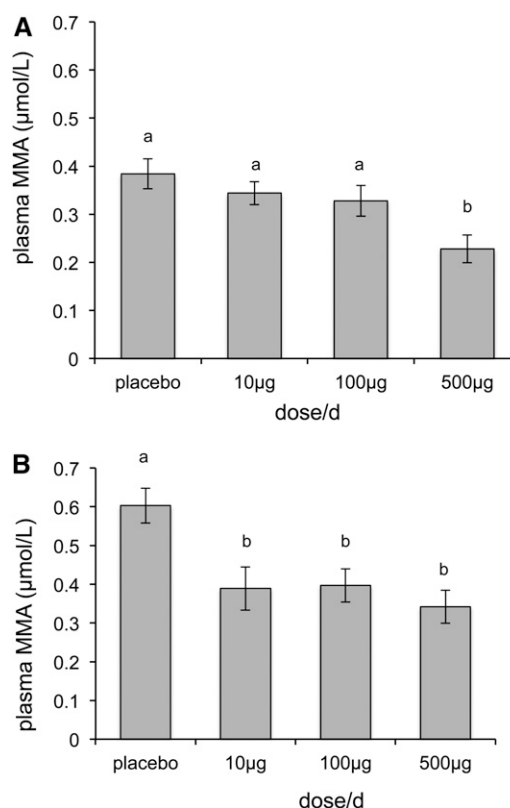 A
0.7
0.6
0.5
0.4
0.3
0.2
0.1
0
plasma MMA (µmol/L)
a
a
a
b
placebo 10µg 100µg 500µg
dose/d
B
0.7
0.6
0.5
0.4
0.3
0.2
0.1
0
plasma MMA (µmol/L)
a
b
b
b
placebo 10µg 100µg 500µg
dose/d